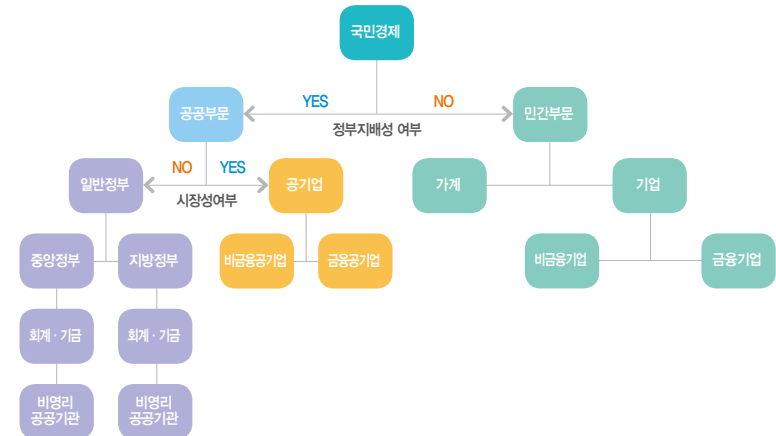 국민경제
공공부문
YES
NO
민간부문
정부지배성 여부
일반정부
NO
YES
공기업
가계
기업
시장성여부
중앙정부
지방정부
비금융공기업
금융공기업
비금융기업
금융기업
회계·기금
회계·기금
비영리
공공기관
비영리
공공기관